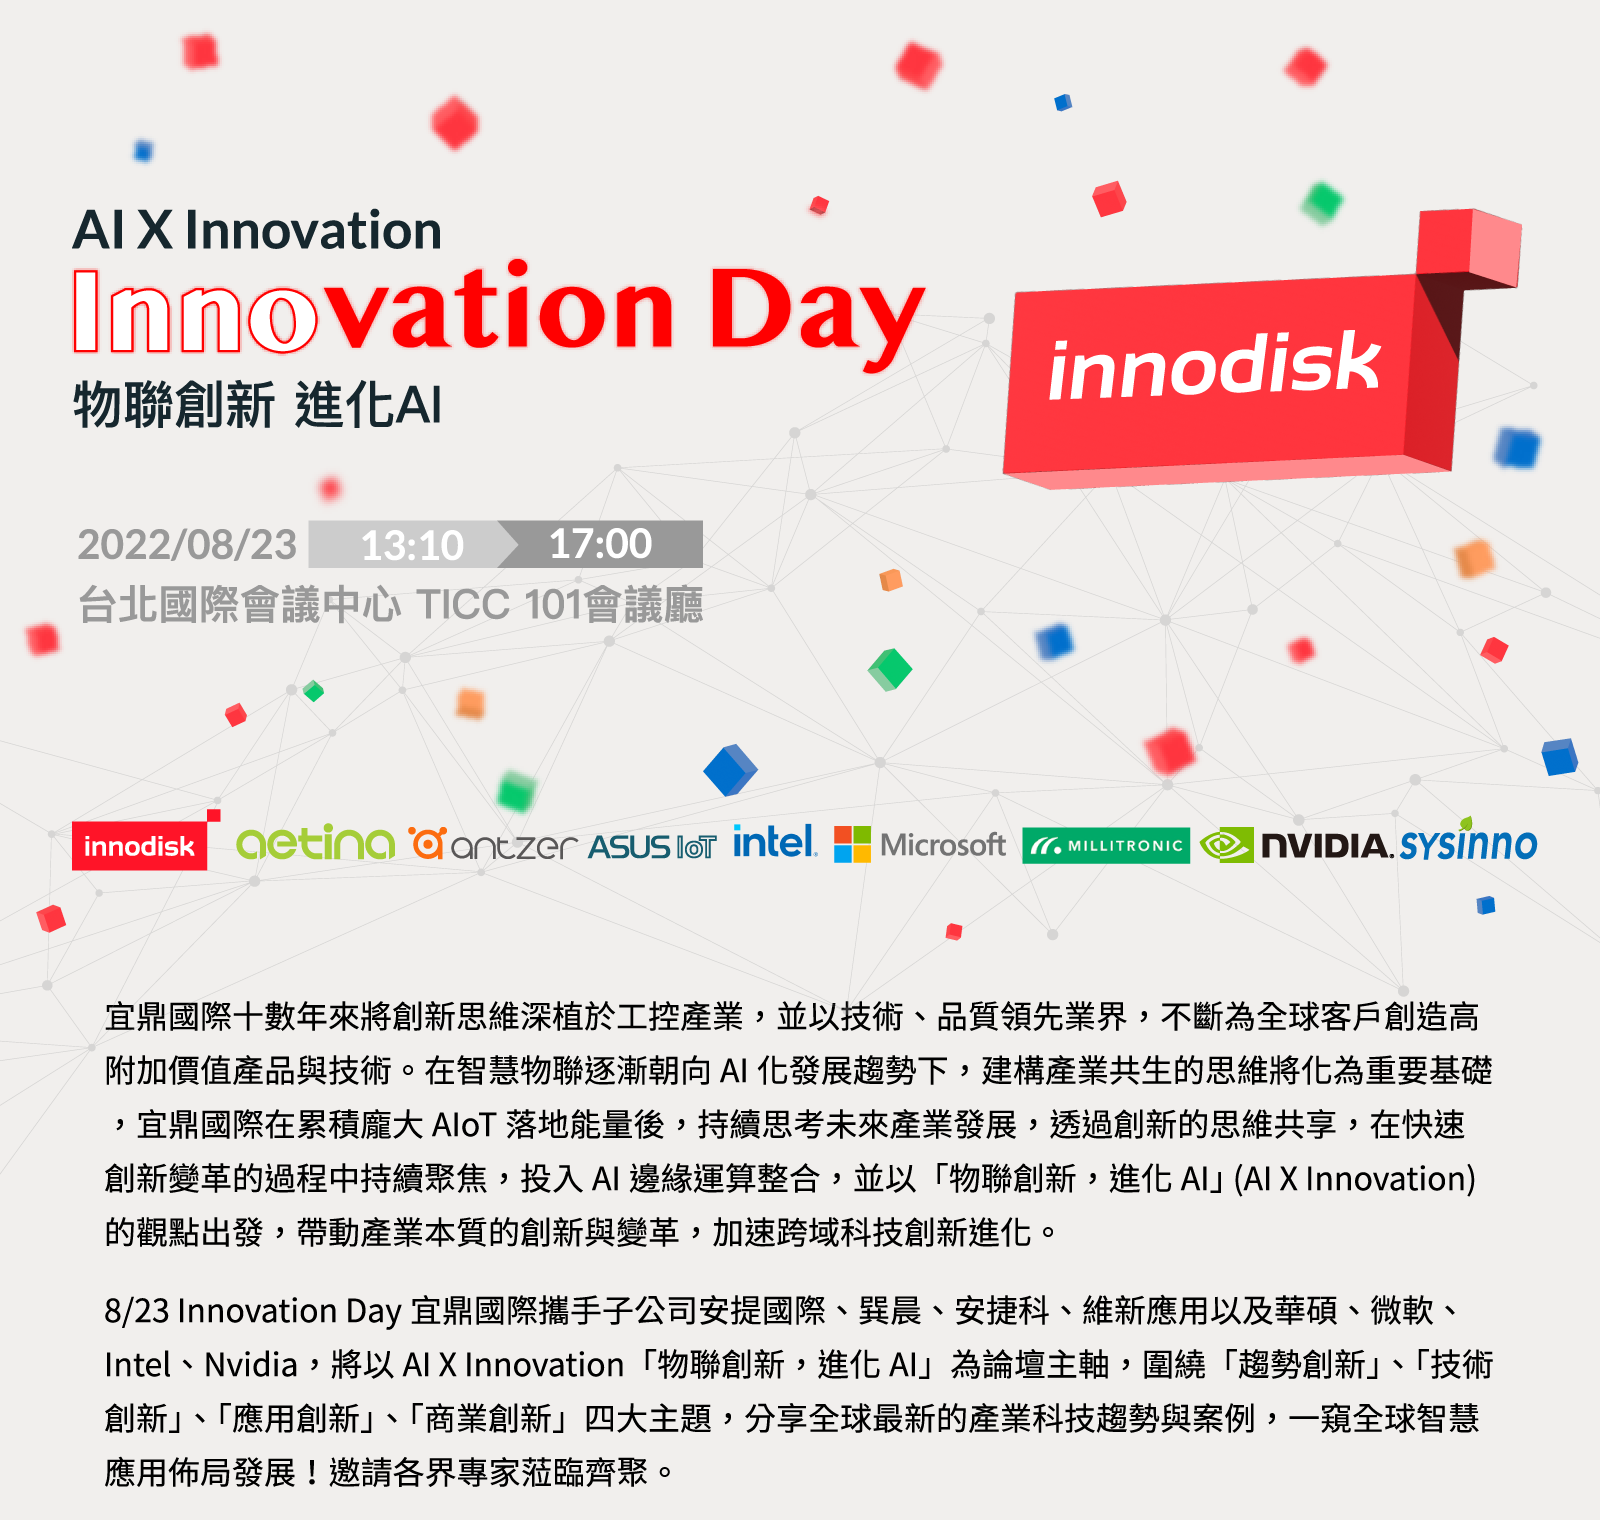 AI X Innovation
Innovation Day
物聯創新 進化AI
innodisk
2022/08/23 13:10 17:00
台北國際會議中心 TICC 101會議廳
innodisk aetina antzer ASUS IoT intel. Microsoft MILLITRONIC NVIDIA. sysinno
宜鼎國際十數年來將創新思維深植於工控產業，並以技術、品質領先業界，不斷為全球客戶創造高
附加價值產品與技術。在智慧物聯逐漸朝向 AI 化發展趨勢下，建構產業共生的思維將化為重要基礎
，宜鼎國際在累積龐大 AIoT 落地能量後，持續思考未來產業發展，透過創新的思維共享，在快速
創新變革的過程中持續聚焦，投入 AI 邊緣運算整合，並以「物聯創新，進化 AI」(AI X Innovation)
的觀點出發，帶動產業本質的創新與變革，加速跨域科技創新進化。
8/23 Innovation Day 宜鼎國際攜手子公司安提國際、巽晨、安捷科、維新應用以及華碩、微軟、
Intel、Nvidia，將以 AI X Innovation「物聯創新，進化 AI」為論壇主軸，圍繞「趨勢創新」、「技術
創新」、「應用創新」、「商業創新」四大主題，分享全球最新的產業科技趨勢與案例，一窺全球智慧
應用佈局發展！邀請各界專家蒞臨齊聚。